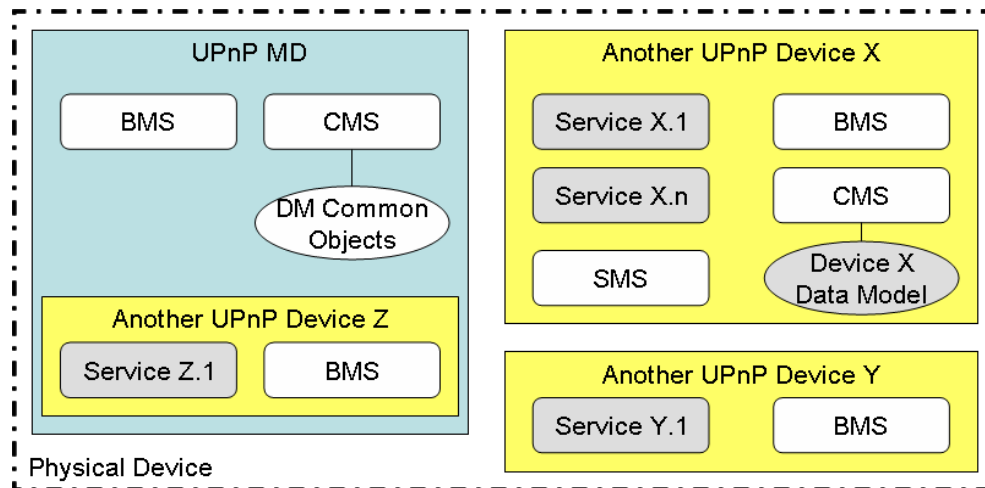 UPnP MD
BMS
CMS
DM Common
Objects
Another UPnP Device Z
Service Z.1
BMS
Another UPnP Device X
Service X.1
BMS
Service X.n
CMS
SMS
Device X
Data Model
Another UPnP Device Y
Service Y.1
BMS
Physical Device